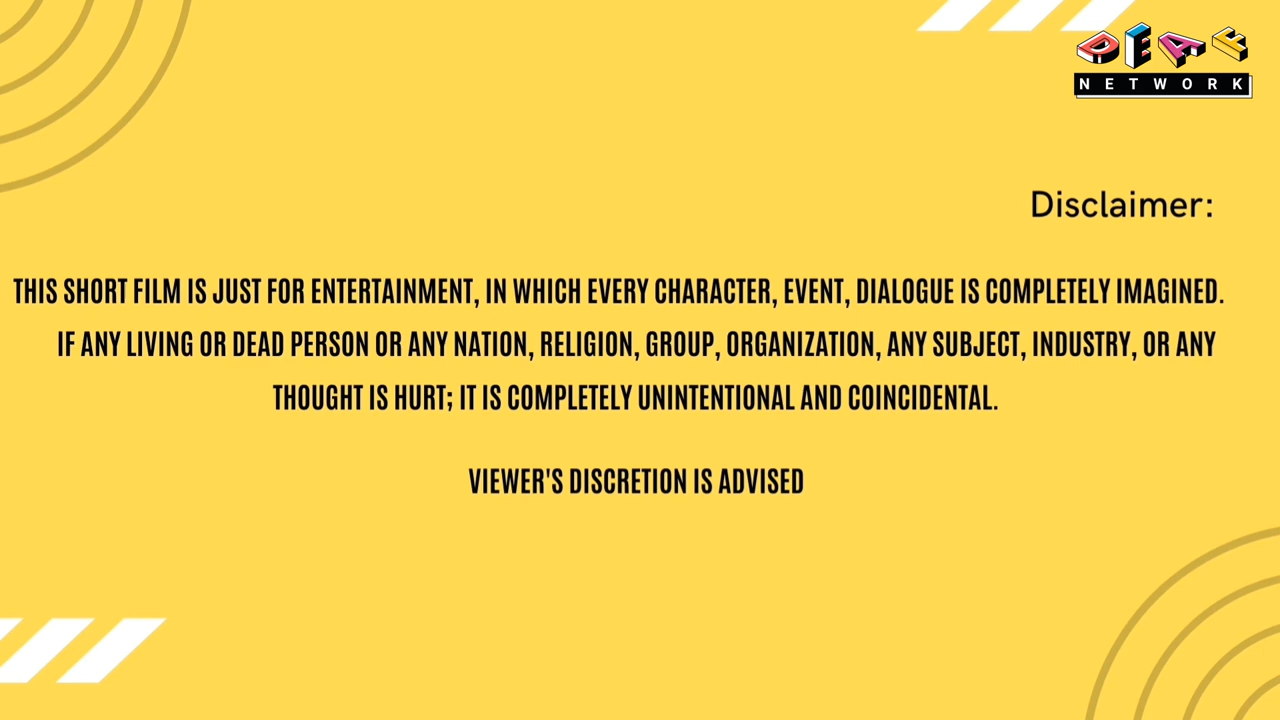 DEAF
NETWORK
Disclaimer:
THIS SHORT FILM IS JUST FOR ENTERTAINMENT, IN WHICH EVERY CHARACTER, EVENT, DIALOGUE IS COMPLETELY IMAGINED.
IF ANY LIVING OR DEAD PERSON OR ANY NATION, RELIGION, GROUP, ORGANIZATION, ANY SUBJECT, INDUSTRY, OR ANY
THOUGHT IS HURT; IT IS COMPLETELY UNINTENTIONAL AND COINCIDENTAL.
VIEWER'S DISCRETION IS ADVISED